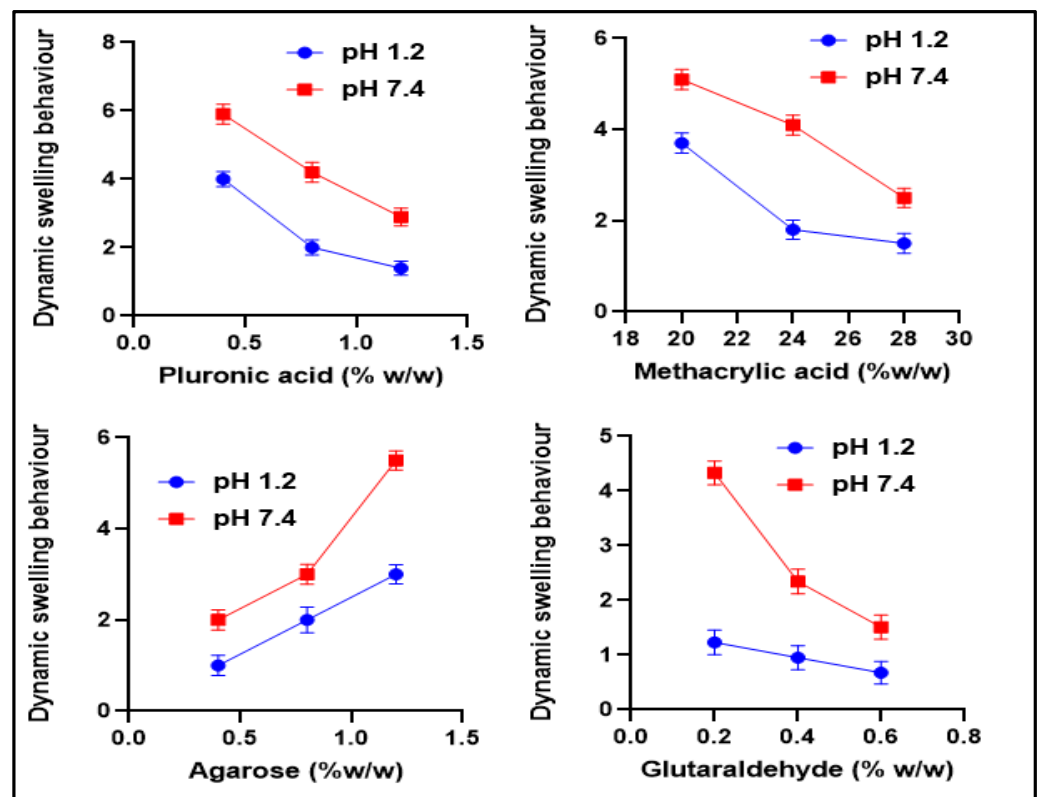 Dynamic swelling behaviour
8
6
4
2
0
0.0 0.5 1.0 1.5
Pluronic acid (% w/w)
pH 1.2
pH 7.4
Dynamic swelling behaviour
6
4
2
0
18 20 22 24 26 28 30
Methacrylic acid (%w/w)
pH 1.2
pH 7.4
Dynamic swelling behaviour
6
4
2
0
0.0 0.5 1.0 1.5
Agarose (%w/w)
pH 1.2
pH 7.4
Dynamic swelling behaviour
5
4
3
2
1
0
0.0 0.2 0.4 0.6 0.8
Glutaraldehyde (% w/w)
pH 1.2
pH 7.4